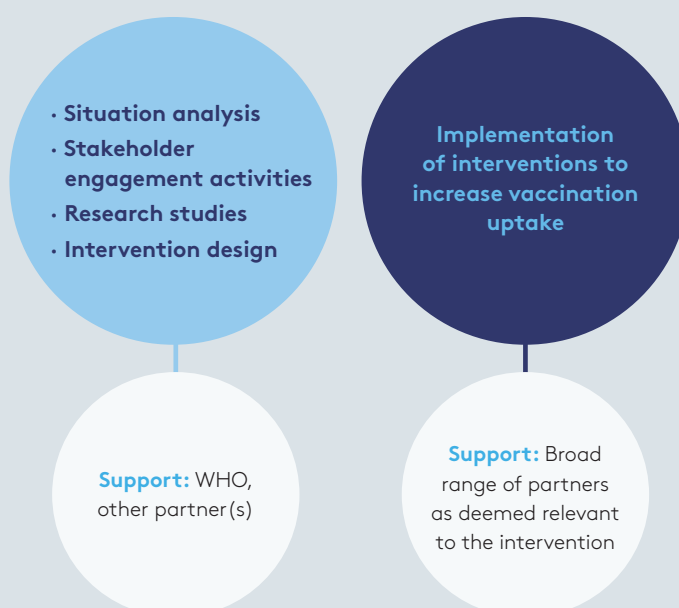 · Situation analysis
· Stakeholder
engagement activities
· Research studies
· Intervention design
Implementation
of interventions to
increase vaccination
uptake
Support: WHO,
other partner(s)
Support: Broad
range of partners
as deemed relevant
to the intervention